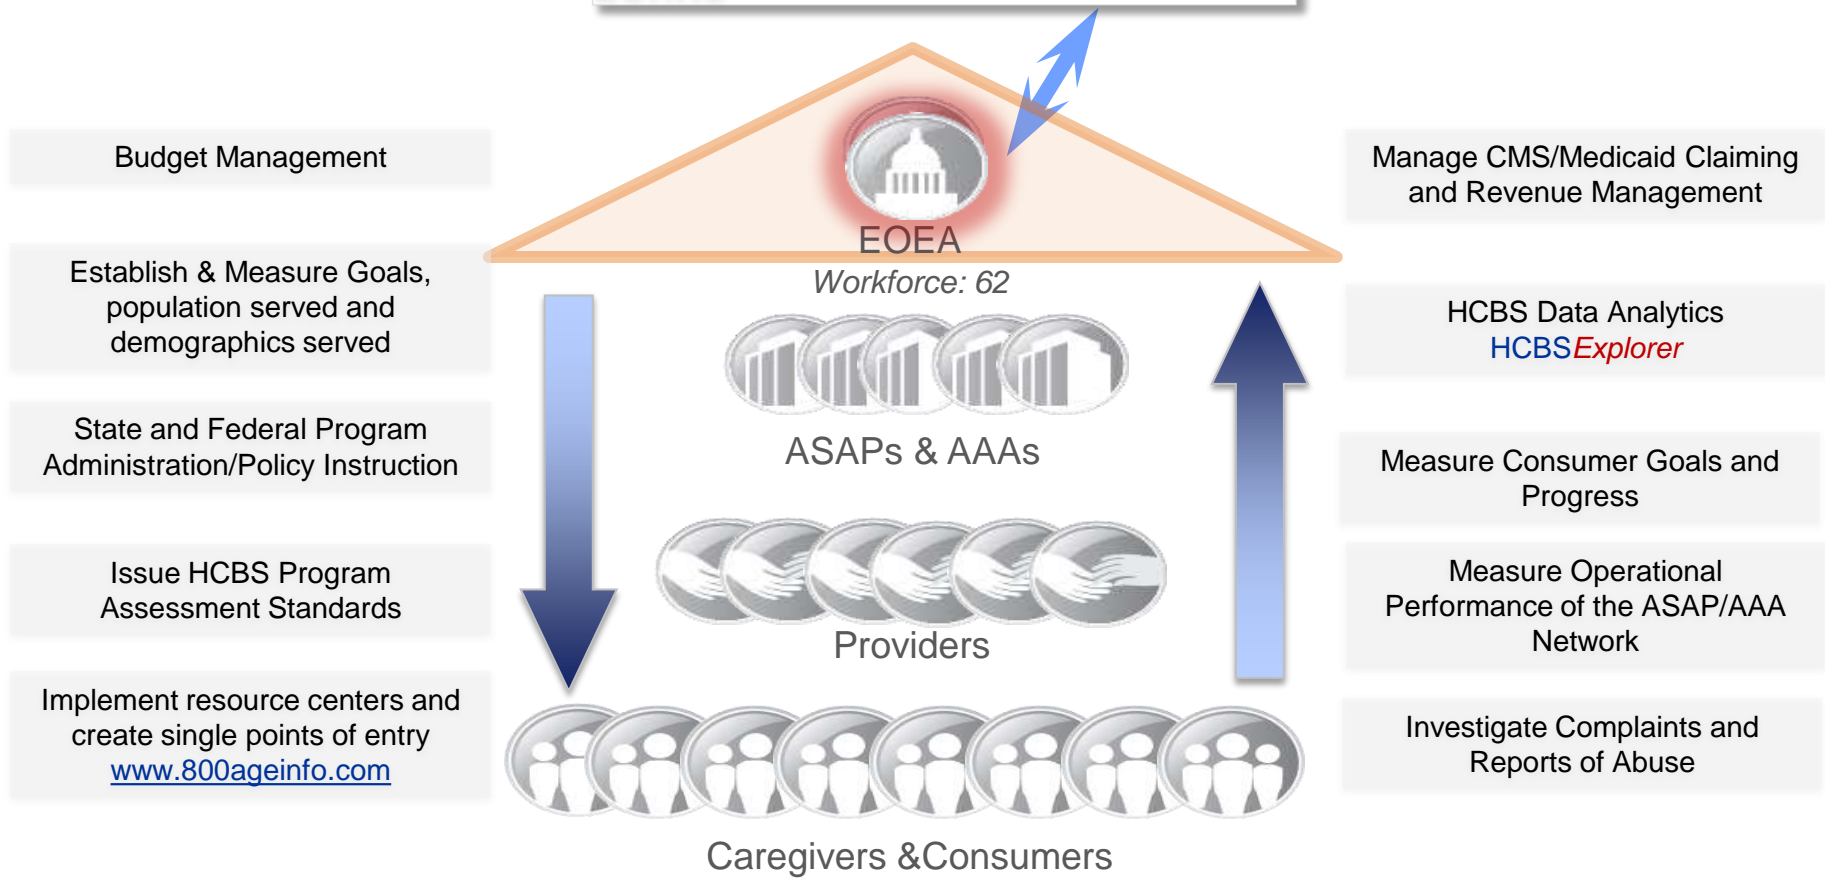 Budget Management
Establish & Measure Goals,
population served and
demographics served
State and Federal Program
Administration/Policy Instruction
Issue HCBS Program
Assessment Standards
Implement resource centers and
create single points of entry
www.800ageinfo.com
EOEA
Workforce: 62
ASAPs & AAAs
Providers
Caregivers &Consumers
Manage CMS/Medicaid Claiming
and Revenue Management
HCBS Data Analytics
HCBSExplorer
Measure Consumer Goals and
Progress
Measure Operational
Performance of the ASAP/AAA
Network
Investigate Complaints and
Reports of Abuse